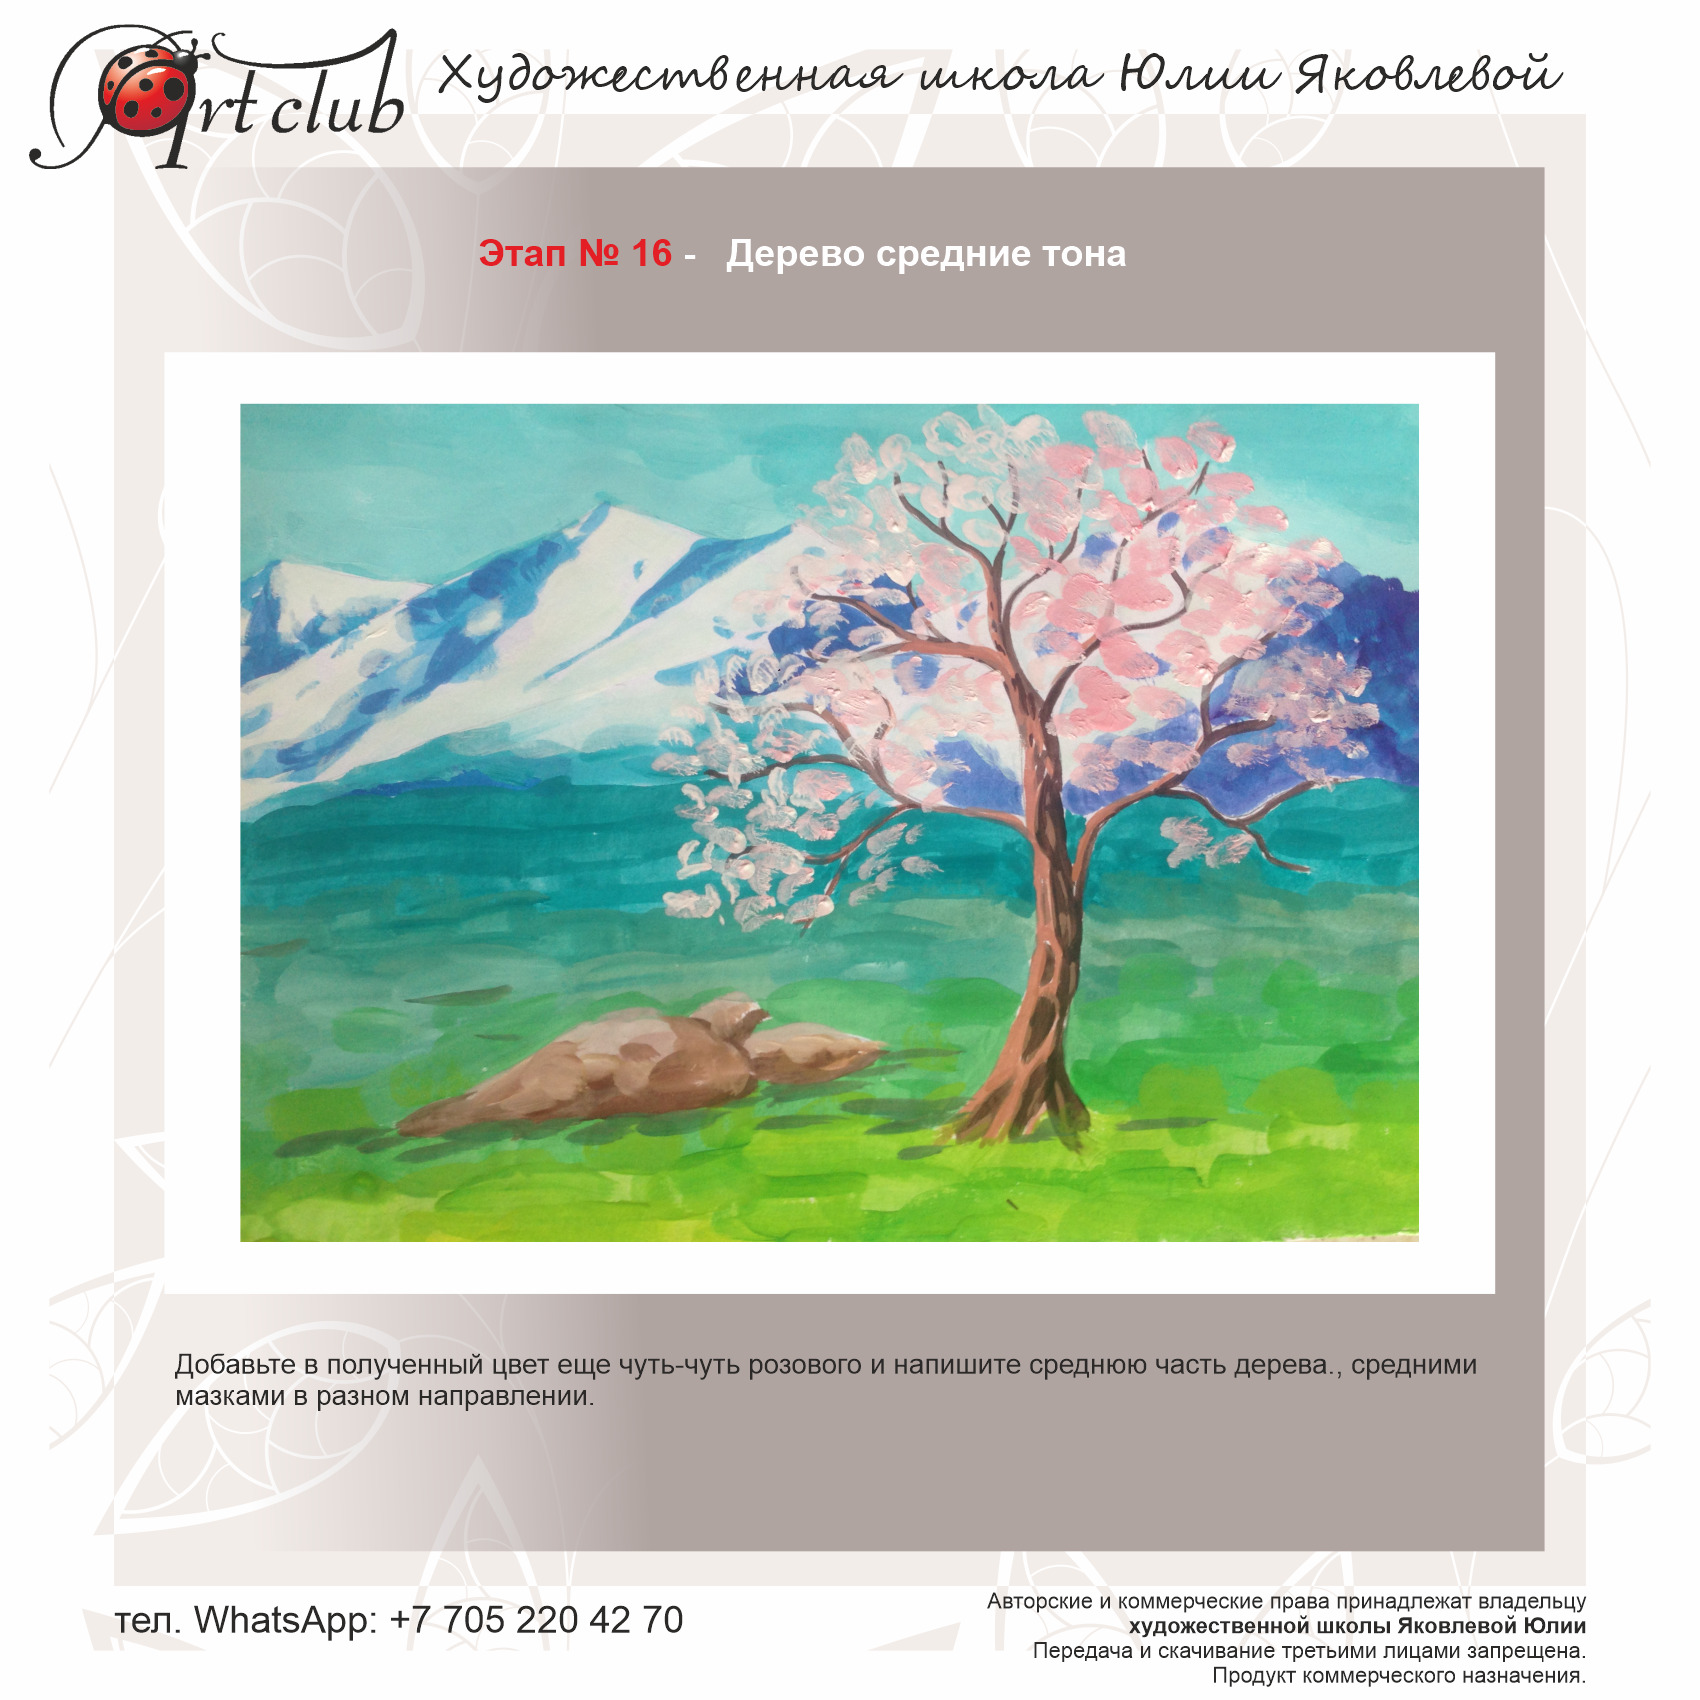 Artclub
Художественная школа Юлии Яковлевой
Этап № 16 - Дерево средние тона
Добавьте в полученный цвет еще чуть-чуть розового и напишите среднюю часть дерева., средними
мазками в разном направлении.
тел. WhatsApp: +7 705 220 42 70
Авторские и коммерческие права принадлежат владельцу
художественной школы Яковлевой Юлии
Передача и скачивание третьими лицами запрещена.
Продукт коммерческого назначения.